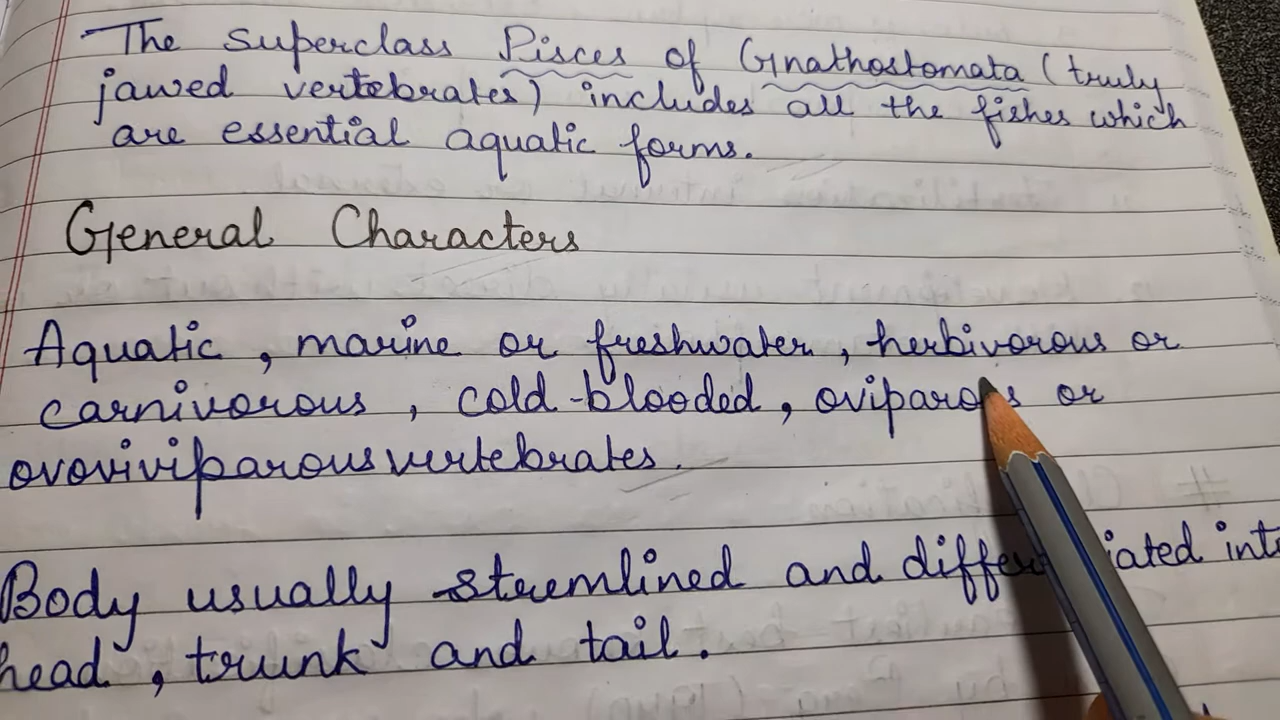 The Superclass Pisces of Gnathostomata (truly
jawed vertebrates) includes all the fishes which
are essential aquatic forms.
General Characters
Aquatic, marine or freshwater, herbivorous or
carnivorous, cold-blooded, oviparous or
ovoviviparous vertebrates.
Body usually streamlined and differentiated into
head, trunk and tail.